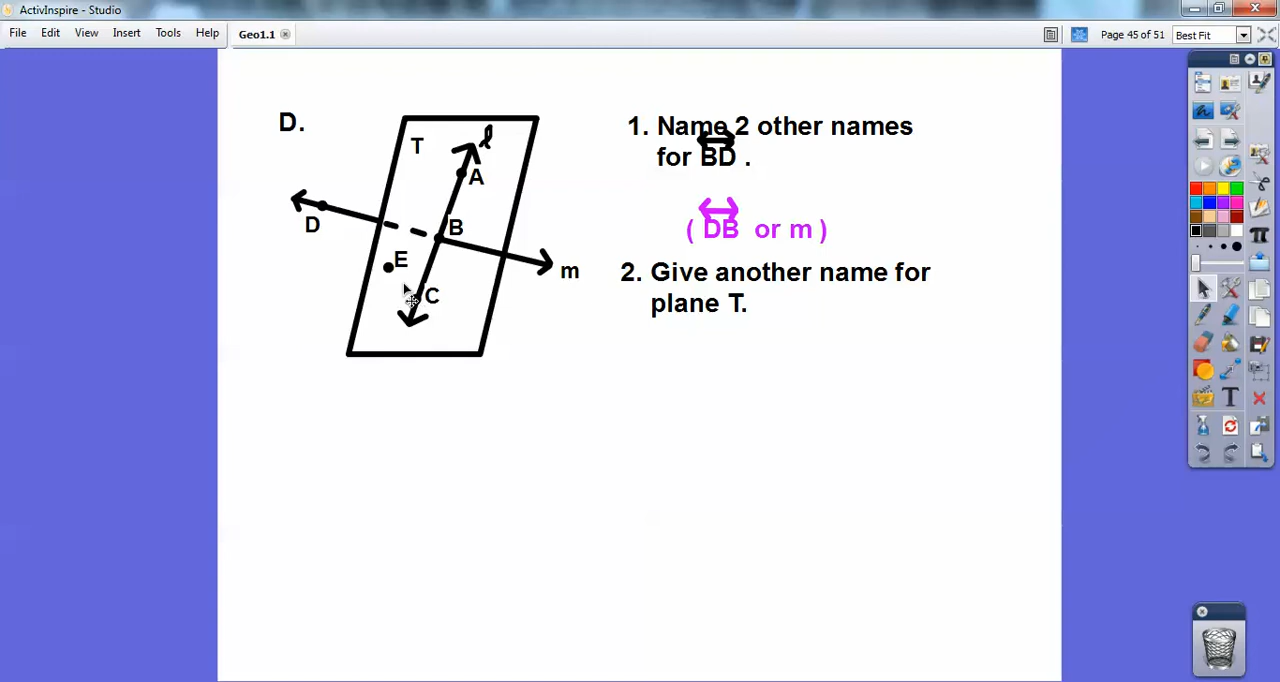 ActivInspire - Studio
File Edit View Insert Tools Help
Geo1.1
Page 45 of 51
Best Fit
D.
T
ℓ
A
D
B
E
C
m
1. Name 2 other names
for BD .
( DB or m )
2. Give another name for
plane T.